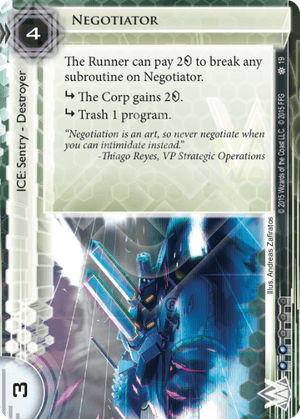 4 NEGOTIATOR
The Runner can pay 2 to break any
subroutine on Negotiator.
↳ The Corp gains 2.
↳ Trash 1 program.
“Negotiation is an art, so never negotiate when
you can intimidate instead.”
-Thiago Reyes, VP Strategic Operations
ICE: Sentry - Destroyer
19
©2015 Wizards of the Coast LLC. ©2015 FFG
Illus. Andreas Zafiratos
3